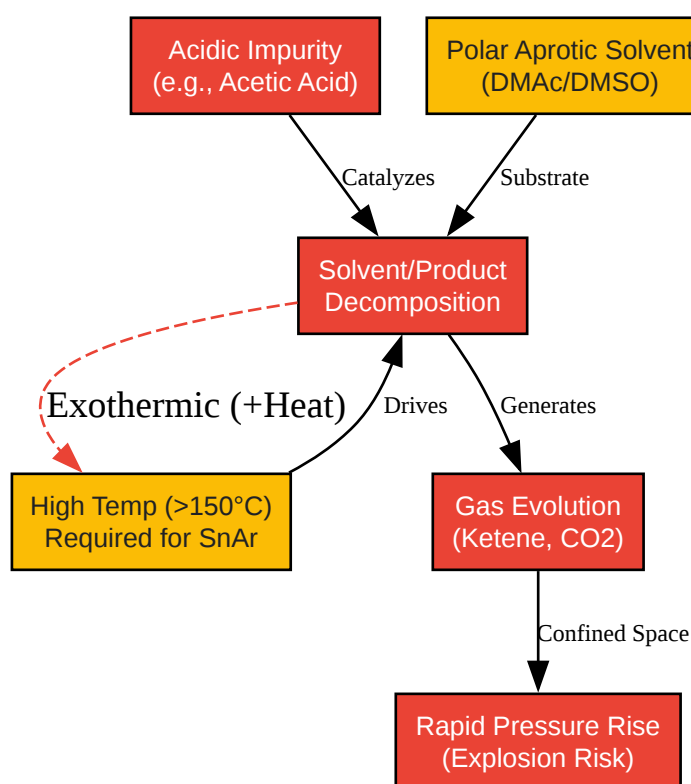 Acidic Impurity
(e.g., Acetic Acid)
Polar Aprotic Solvent
(DMAc/DMSO)
Catalyzes
Substrate
Solvent/Product
Decomposition
Exothermic (+Heat)
Drives
Generates
High Temp (>150°C)
Required for SnAr
Gas Evolution
(Ketene, CO2)
Confined Space
Rapid Pressure Rise
(Explosion Risk)